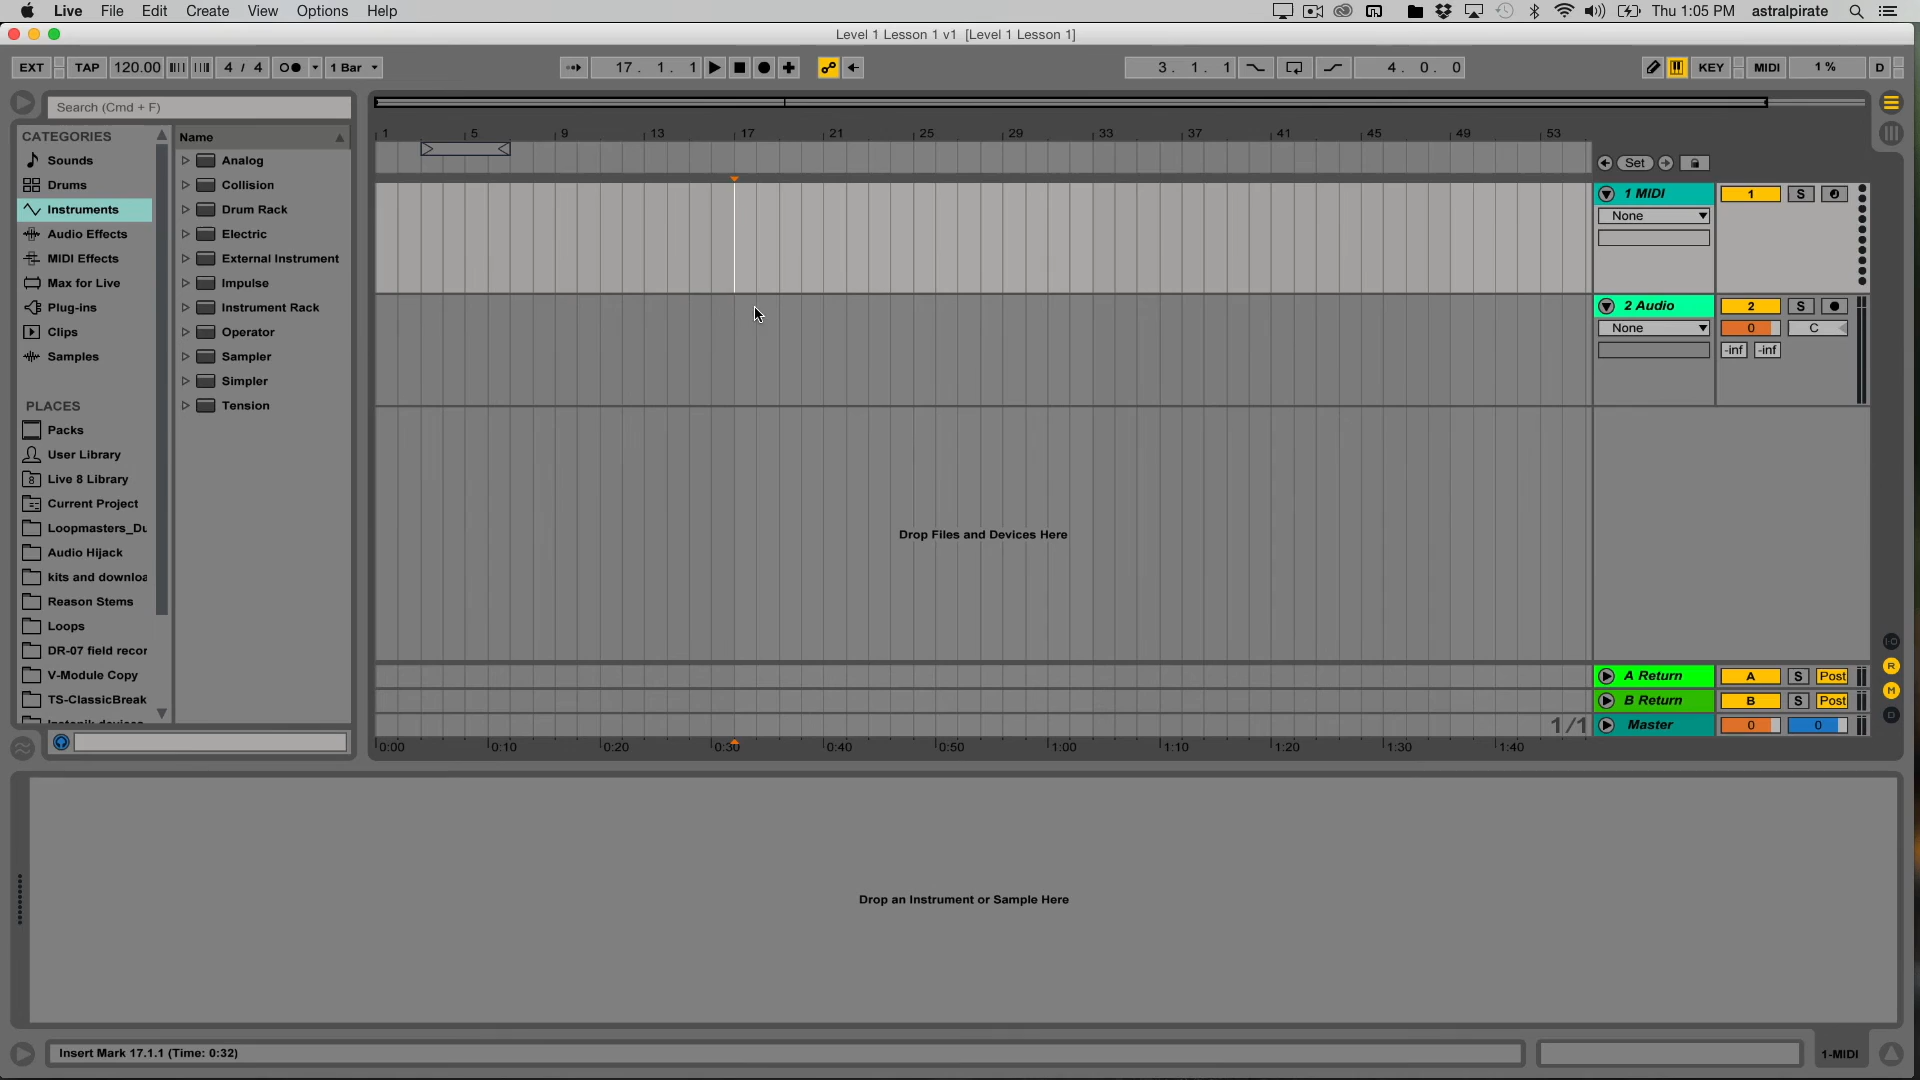 Live File Edit Create View Options Help
Thu 1:05 PM astralpirate
Level 1 Lesson 1 v1 [Level 1 Lesson 1]
EXT TAP 120.00 4 / 4 1 Bar 17. 1. 1 3. 1. 1 4. 0. 0 KEY MIDI 1 % D
Search (Cmd + F)
CATEGORIES
Sounds
Drums
Instruments
Audio Effects
MIDI Effects
Max for Live
Plug-ins
Clips
Samples
PLACES
Packs
User Library
Live 8 Library
Current Project
Loopmasters_Du
Audio Hijack
kits and downloa
Reason Stems
Loops
DR-07 field recor
V-Module Copy
TS-ClassicBreak
Name
Analog
Collision
Drum Rack
Electric
External Instrument
Impulse
Instrument Rack
Operator
Sampler
Simpler
Tension
1 5 9 13 17 21 25 29 33 37 41 45 49 53
Set
1 MIDI 1 S
None
2 Audio 2 S
None 0 C
-inf -inf
Drop Files and Devices Here
A Return A S Post
B Return B S Post
1/1 Master 0 0
0:00 0:10 0:20 0:30 0:40 0:50 1:00 1:10 1:20 1:30 1:40
I·O
R
M
D
Drop an Instrument or Sample Here
Insert Mark 17.1.1 (Time: 0:32)
1-MIDI